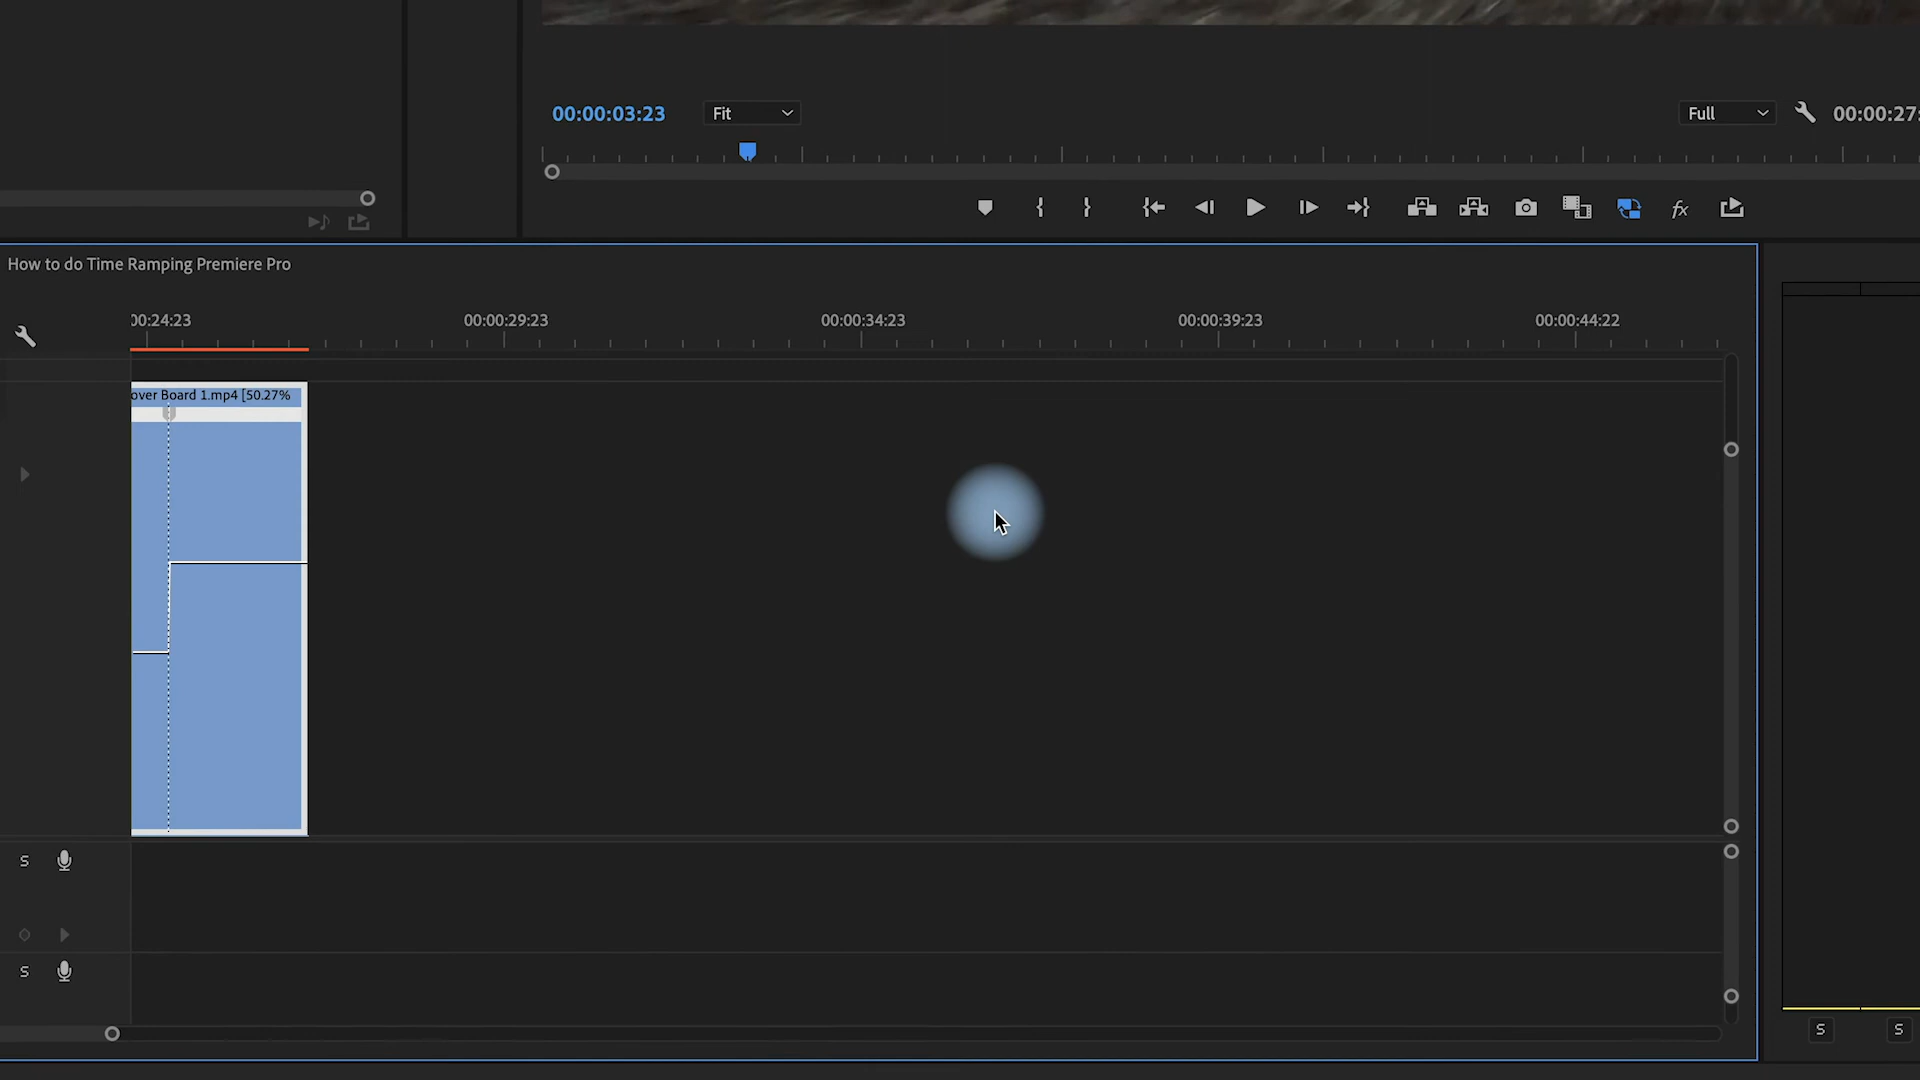 00:00:03:23 Fit Full 00:00:27:
fx
How to do Time Ramping Premiere Pro
00:24:23 00:00:29:23 00:00:34:23 00:00:39:23 00:00:44:22
over Board 1.mp4 [50.27%
S
S
S S